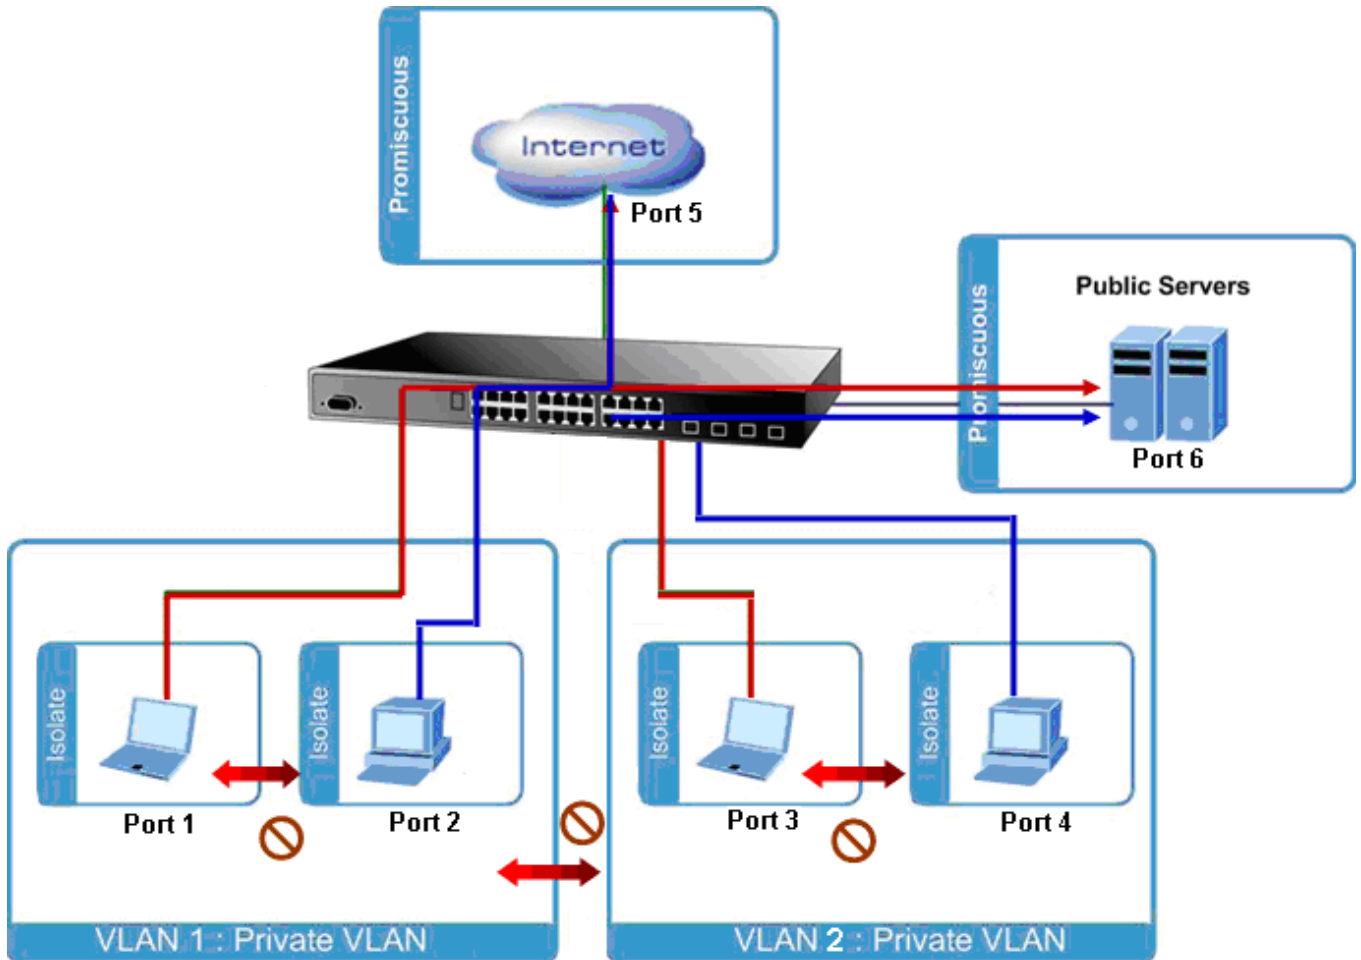 Promiscuous
Internet
Port 5
Promiscuous
Public Servers
Port 6
Isolate
Port 1
Isolate
Port 2
Isolate
Port 3
Isolate
Port 4
VLAN 1 : Private VLAN
VLAN 2 : Private VLAN